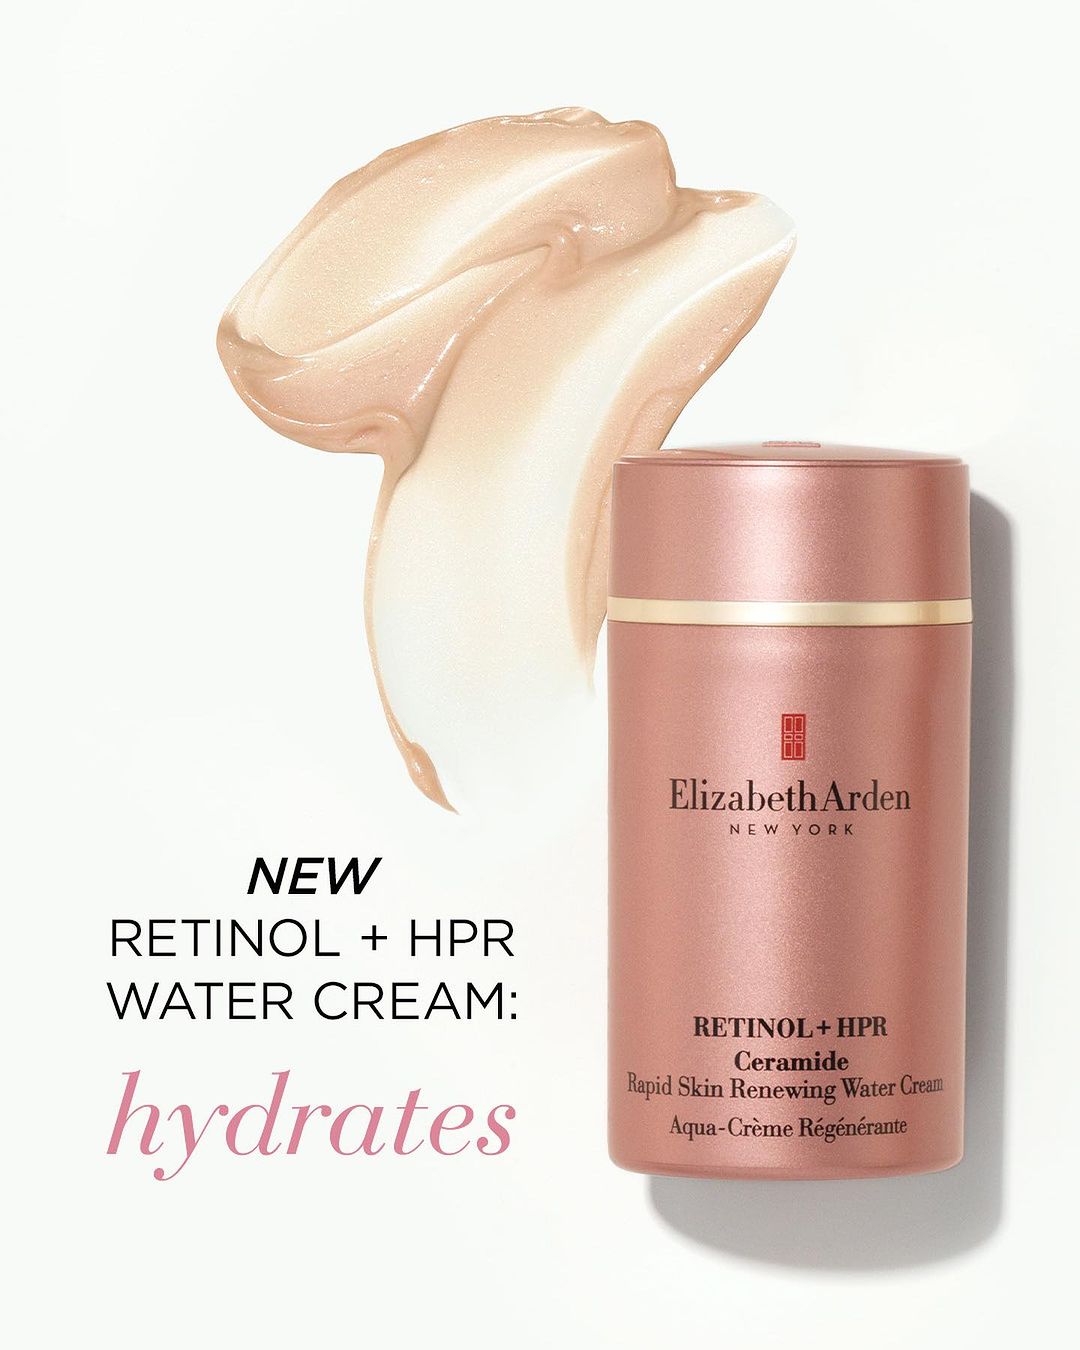 NEW
RETINOL + HPR
WATER CREAM:
hydrates
Elizabeth Arden
NEW YORK
RETINOL + HPR
Ceramide
Rapid Skin Renewing Water Cream
Aqua-Crème Régénérante